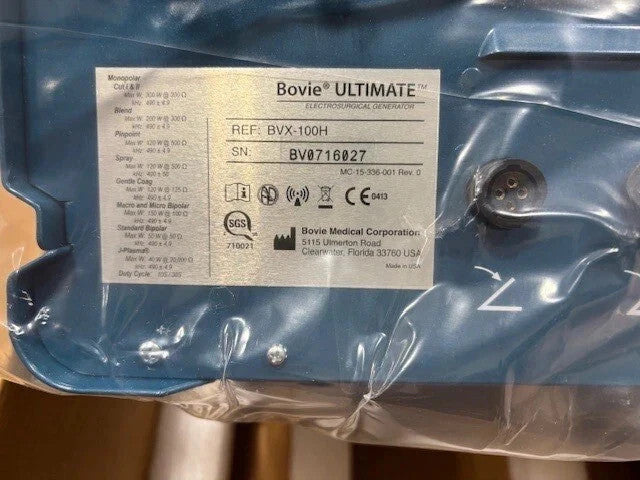 Monopolar
Cut I & II
Max W: 300 W @ 300 Ω
kHz: 490 ± 4.9
Blend
Max W: 200 W @ 300 Ω
kHz: 490 ± 4.9
Pinpoint
Max W: 120 W @ 500 Ω
kHz: 490 ± 4.9
Spray
Max W: 120 W @ 500 Ω
Gentle Coag
Max W: 120 W @ 125 Ω
kHz: 490 ± 4.9
Macro and Micro Bipolar
Max W: 150 W @ 100 Ω
kHz: 490 ± 4.9
Standard Bipolar
Max W: 50 W @ 50 Ω
kHz: 490 ± 4.9
J-Plasma®
kHz: 490 ± 4.9
Duty Cycle: 10S / 30S
Bovie® ULTIMATE™
ELECTROSURGICAL GENERATOR
REF: BVX-100H
SN: BV0716027
MC-15-336-001 Rev. 0
CE 0413
SGS
710021
Bovie Medical Corporation
5115 Ulmerton Road
Clearwater, Florida 33760 USA
Made in USA